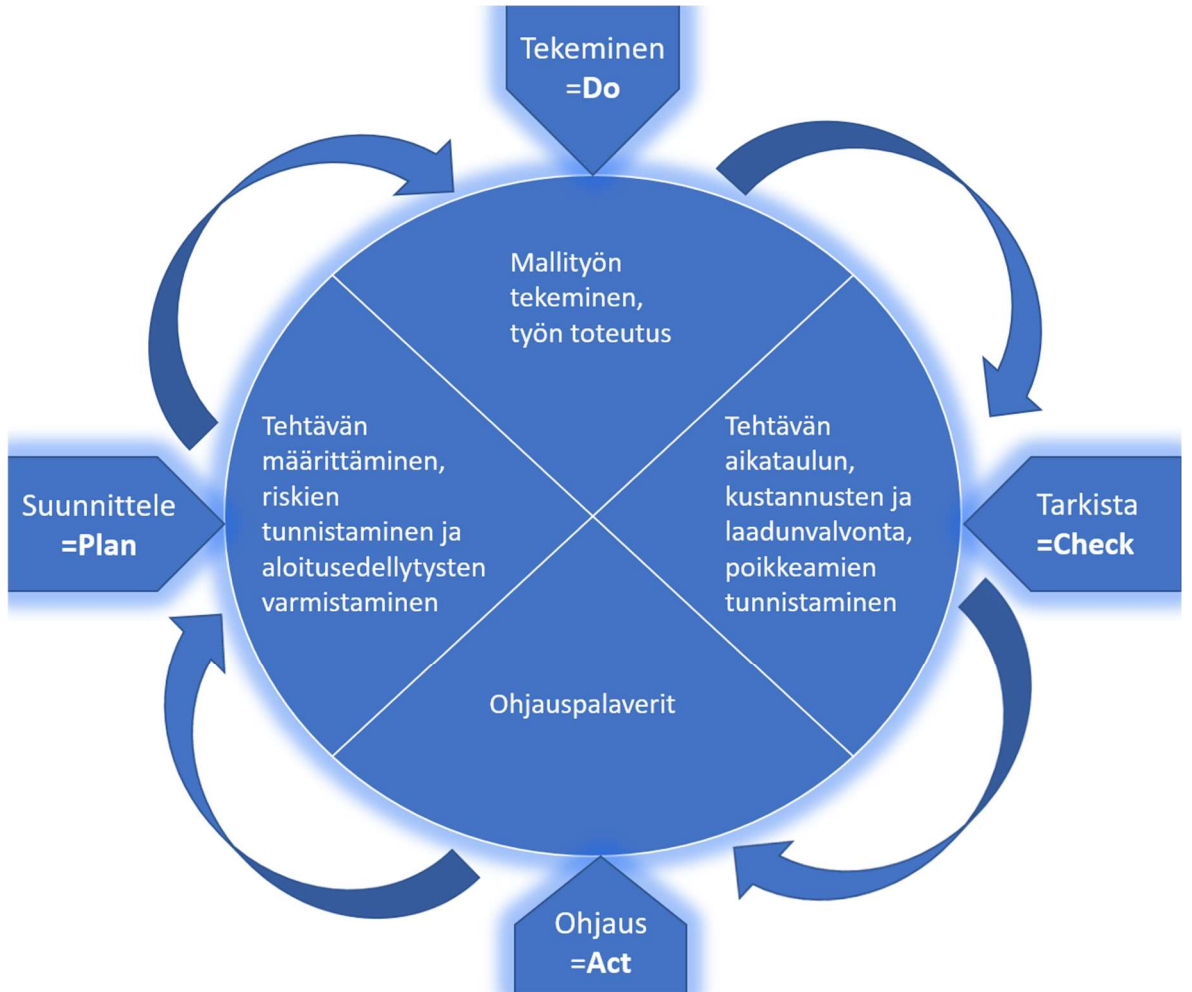 Tekeminen
=Do
Mallityön
tekeminen,
työn toteutus
Tehtävän
määrittäminen,
riskien
tunnistaminen ja
aloitusedellytysten
varmistaminen
Tehtävän
aikataulun,
kustannusten ja
laadunvalvonta,
poikkeamien
tunnistaminen
Suunnittele
=Plan
Tarkista
=Check
Ohjauspalaverit
Ohjaus
=Act